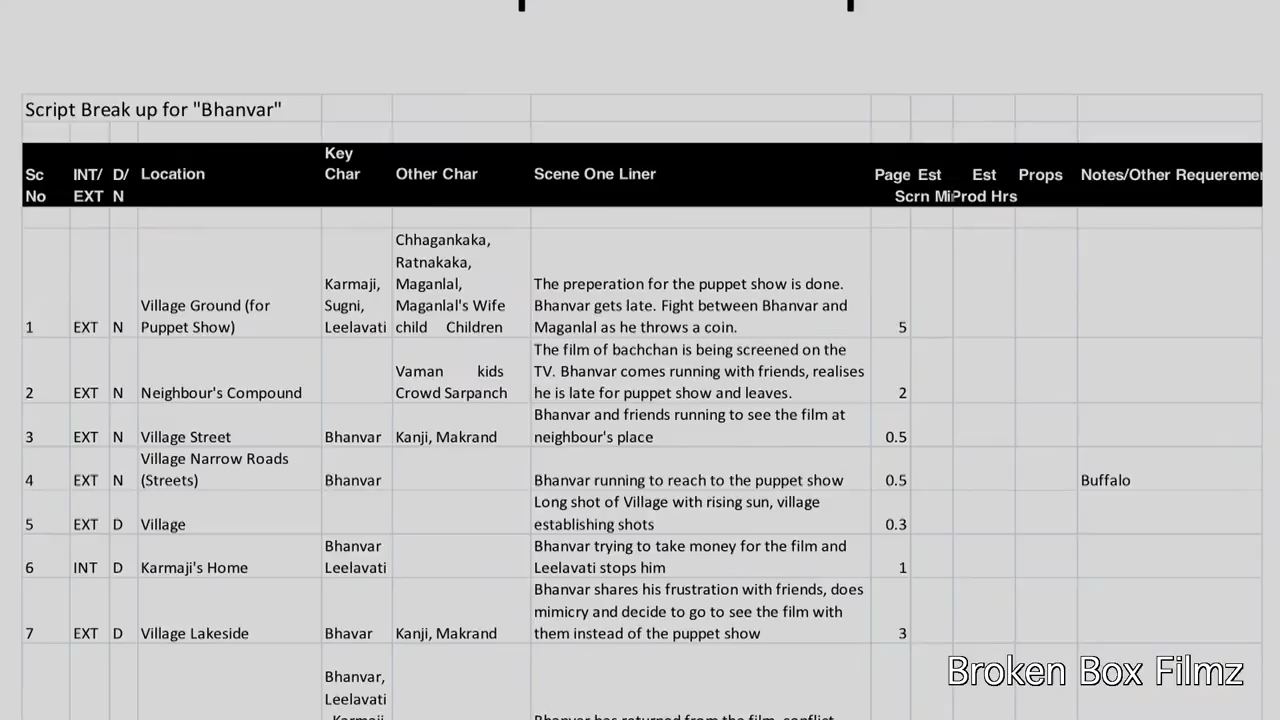 Script Break up for "Bhanvar"
Sc No INT/ EXT D/ N Location Key Char Other Char Scene One Liner Page Est Scrn Mi Est Prod Hrs Props Notes/Other Requeremer
1 EXT N Village Ground (for Puppet Show) Karmaji, Sugni, Leelavati Chhagankaka, Ratnakaka, Maganlal, Maganlal's Wife child Children The preperation for the puppet show is done. Bhanvar gets late. Fight between Bhanvar and Maganlal as he throws a coin. 5
2 EXT N Neighbour's Compound Vaman kids Crowd Sarpanch The film of bachchan is being screened on the TV. Bhanvar comes running with friends, realises he is late for puppet show and leaves. 2
3 EXT N Village Street Bhanvar Kanji, Makrand Bhanvar and friends running to see the film at neighbour's place 0.5
4 EXT N Village Narrow Roads (Streets) Bhanvar Bhanvar running to reach to the puppet show 0.5 Buffalo
5 EXT D Village Long shot of Village with rising sun, village establishing shots 0.3
6 INT D Karmaji's Home Bhanvar Leelavati Bhanvar trying to take money for the film and Leelavati stops him 1
7 EXT D Village Lakeside Bhavar Kanji, Makrand Bhanvar shares his frustration with friends, does mimicry and decide to go to see the film with them instead of the puppet show 3
Bhanvar, Leelavati Karmaji Bhanvar has returned from the film, conflict
Broken Box Filmz